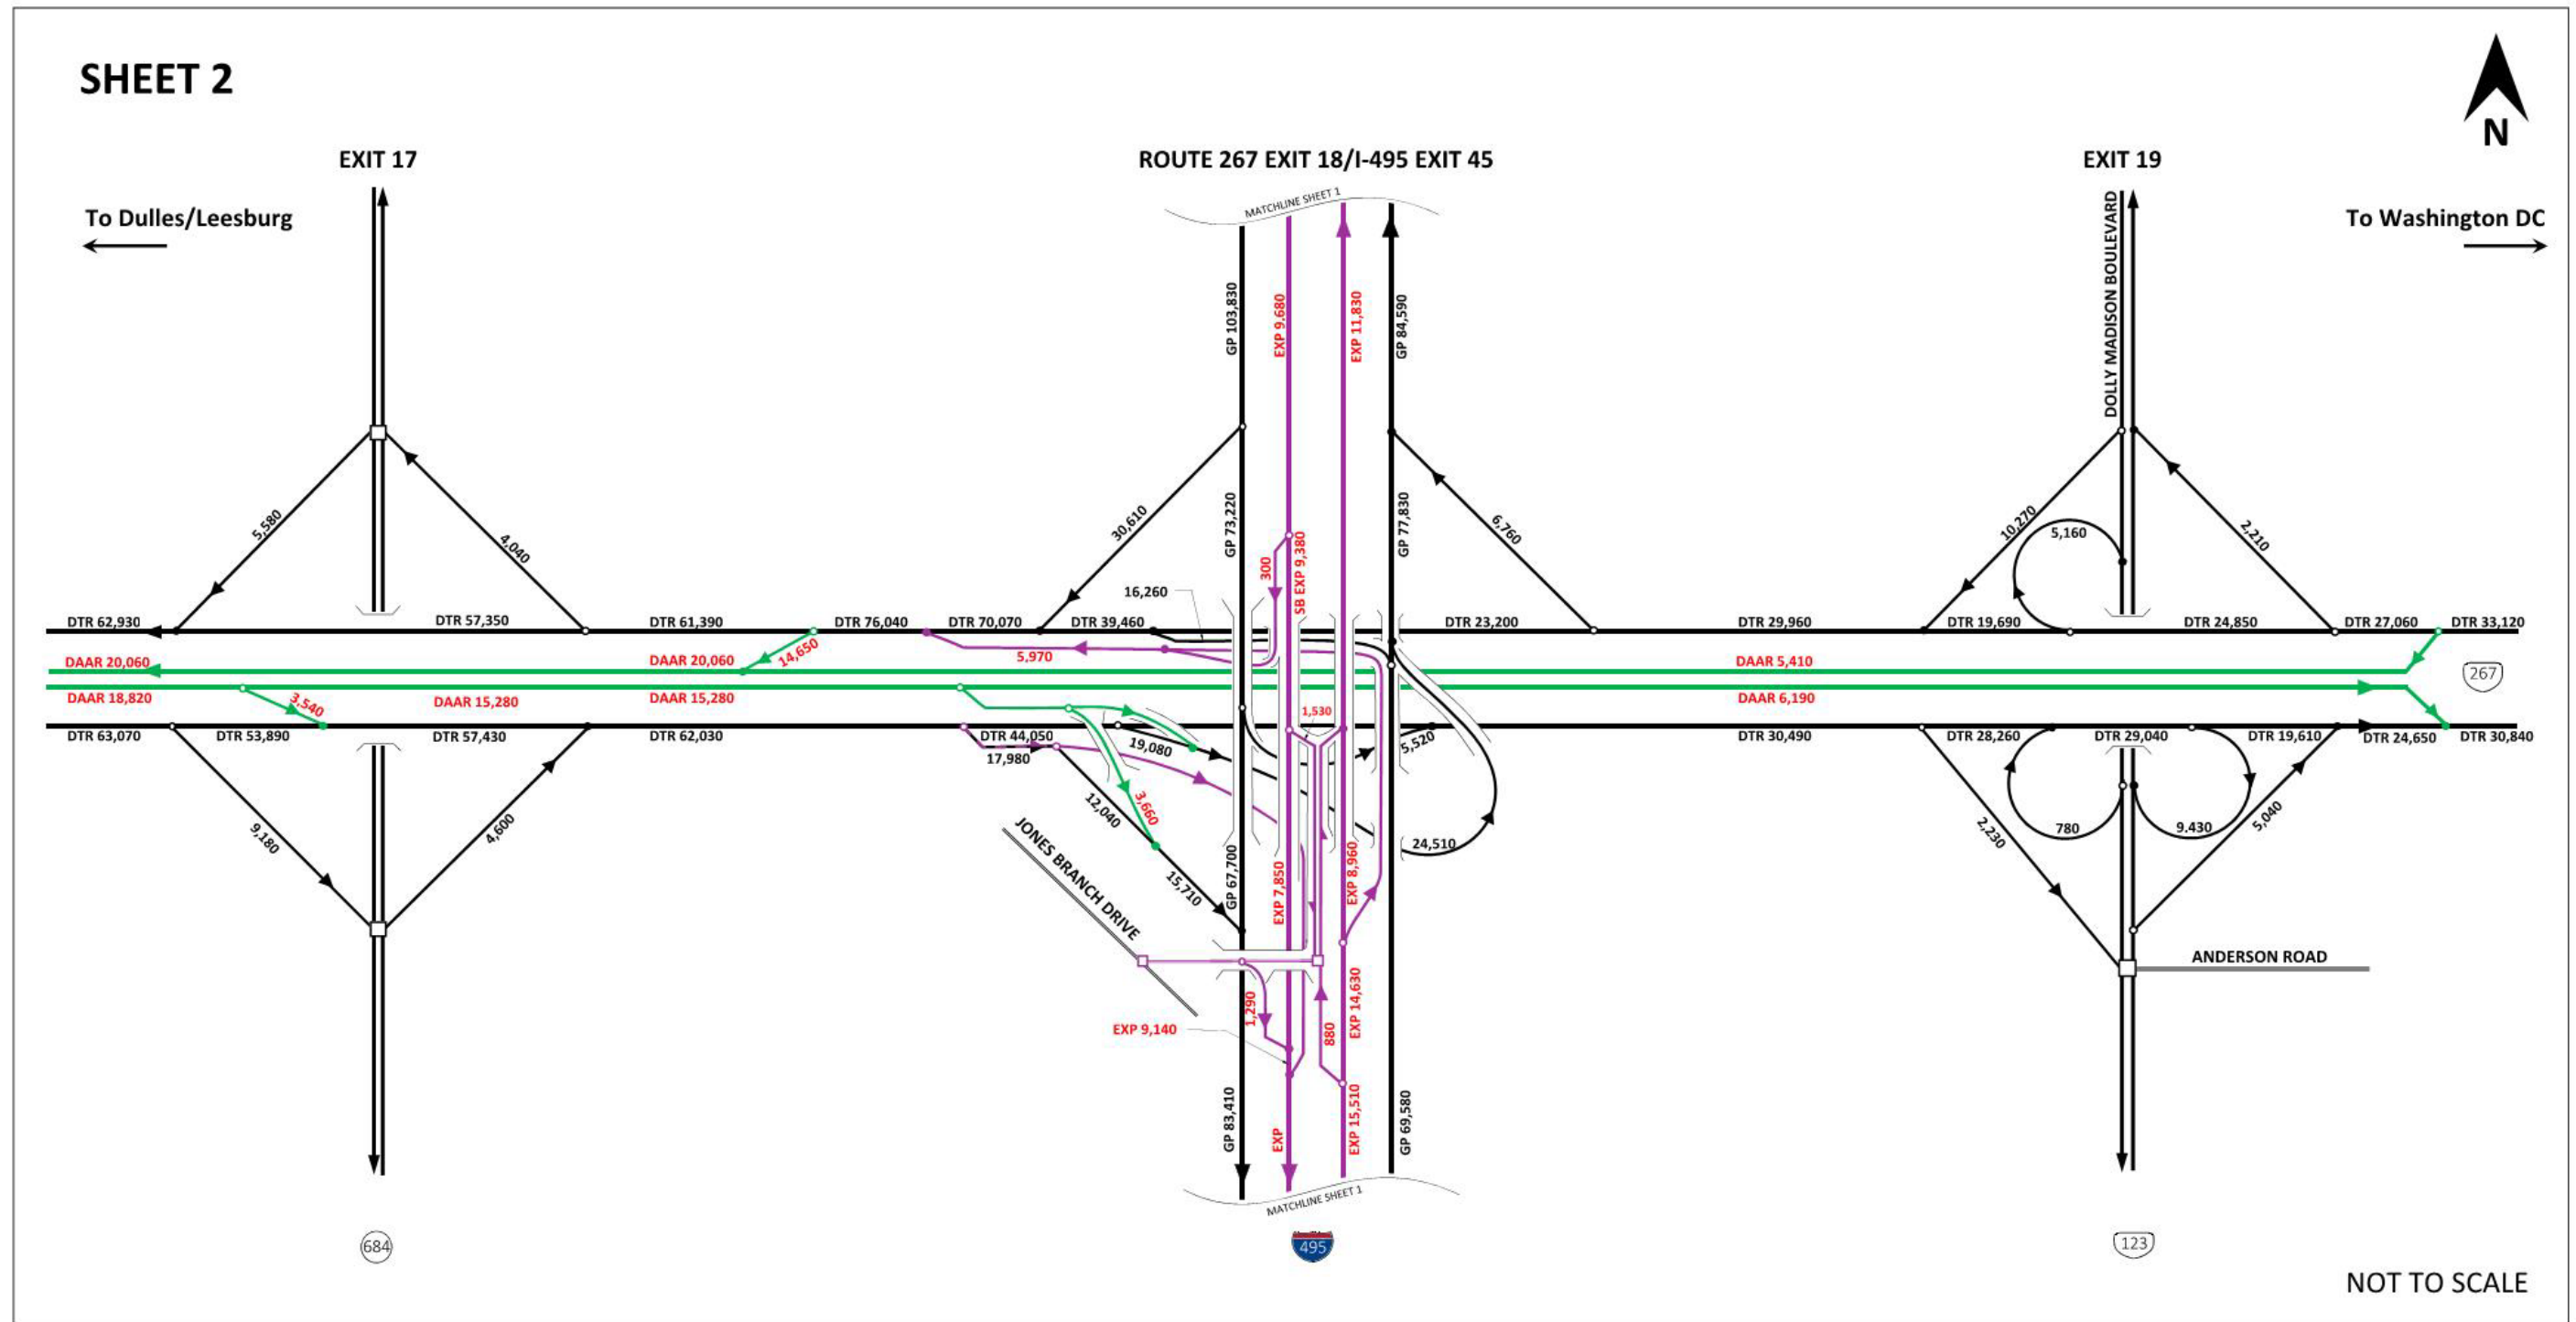 SHEET 2
N
EXIT 17
ROUTE 267 EXIT 18/I-495 EXIT 45
EXIT 19
To Dulles/Leesburg
To Washington DC
MATCHLINE SHEET 1
DOLLY MADISON BOULEVARD
GP 103,830
EXP 9,680
EXP 11,830
GP 84,590
5,580
4,040
30,610
GP 73,220
300
SB EXP 9,380
GP 77,830
6,760
10,270
5,160
2,210
16,260
DTR 62,930
DTR 57,350
DTR 61,390
DTR 76,040
DTR 70,070
DTR 39,460
DTR 23,200
DTR 29,960
DTR 19,690
DTR 24,850
DTR 27,060
DTR 33,120
DAAR 20,060
DAAR 20,060
14,650
5,970
DAAR 5,410
267
DAAR 18,820
3,540
DAAR 15,280
DAAR 15,280
1,530
DAAR 6,190
DTR 63,070
DTR 53,890
DTR 57,430
DTR 62,030
DTR 44,050
17,980
19,080
5,520
DTR 30,490
DTR 28,260
DTR 29,040
DTR 19,610
DTR 24,650
DTR 30,840
9,180
4,600
12,040
3,660
15,710
GP 67,700
EXP 7,850
EXP 8,960
24,510
2,230
780
9.430
5,040
JONES BRANCH DRIVE
ANDERSON ROAD
1,290
EXP 9,140
880
EXP 14,630
GP 83,410
EXP
EXP 15,510
GP 69,580
MATCHLINE SHEET 1
684
495
123
NOT TO SCALE